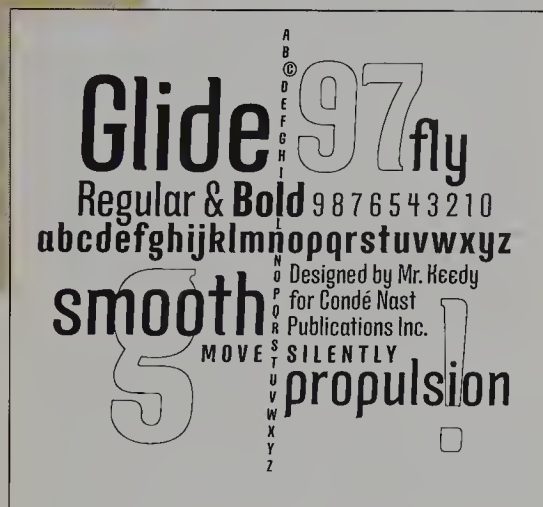 A B © D E F G H I L N O P Q R S T U V W X Y Z
Glide 97 fly
Regular & Bold 9876543210
abcdefghijklmnopqrstuvwxyz
g smooth
Designed by Mr. Keedy
for Condé Nast
Publications Inc.
MOVE SILENTLY
propulsion !